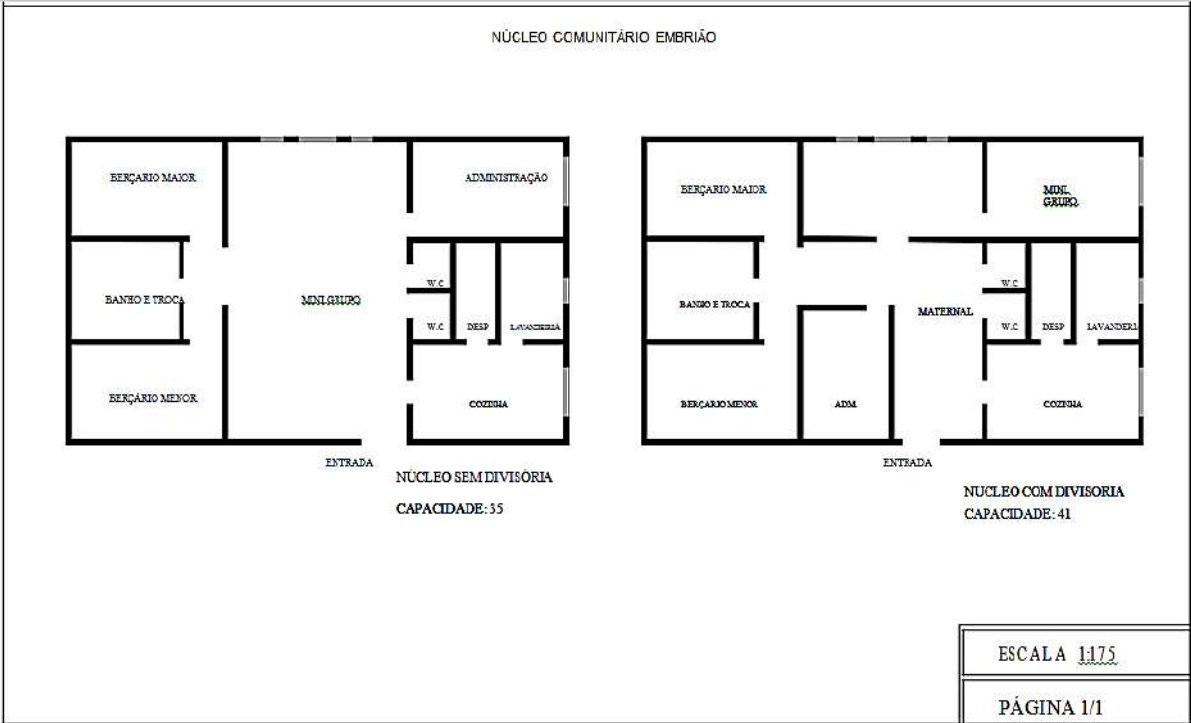 NÚCLEO COMUNITÁRIO EMBRIÃO
BERÇARIO MAIOR
ADMINISTRAÇÃO
BANHO E TROCA
MINI GRUPO
W.C
W.C
DESP
LAVANDERIA
BERÇÁRIO MENOR
COZINHA
ENTRADA
NÚCLEO SEM DIVISÓRIA
CAPACIDADE: 35
BERÇARIO MAIOR
MINI.
GRUPO.
BANHO E TROCA
MATERNAL
W.C
W.C
DESP
LAVANDERI
BERÇARIO MENOR
ADM.
COZINHA
ENTRADA
NUCLEO COM DIVISORIA
CAPACIDADE: 41
ESCALA 1:175
PÁGINA 1/1